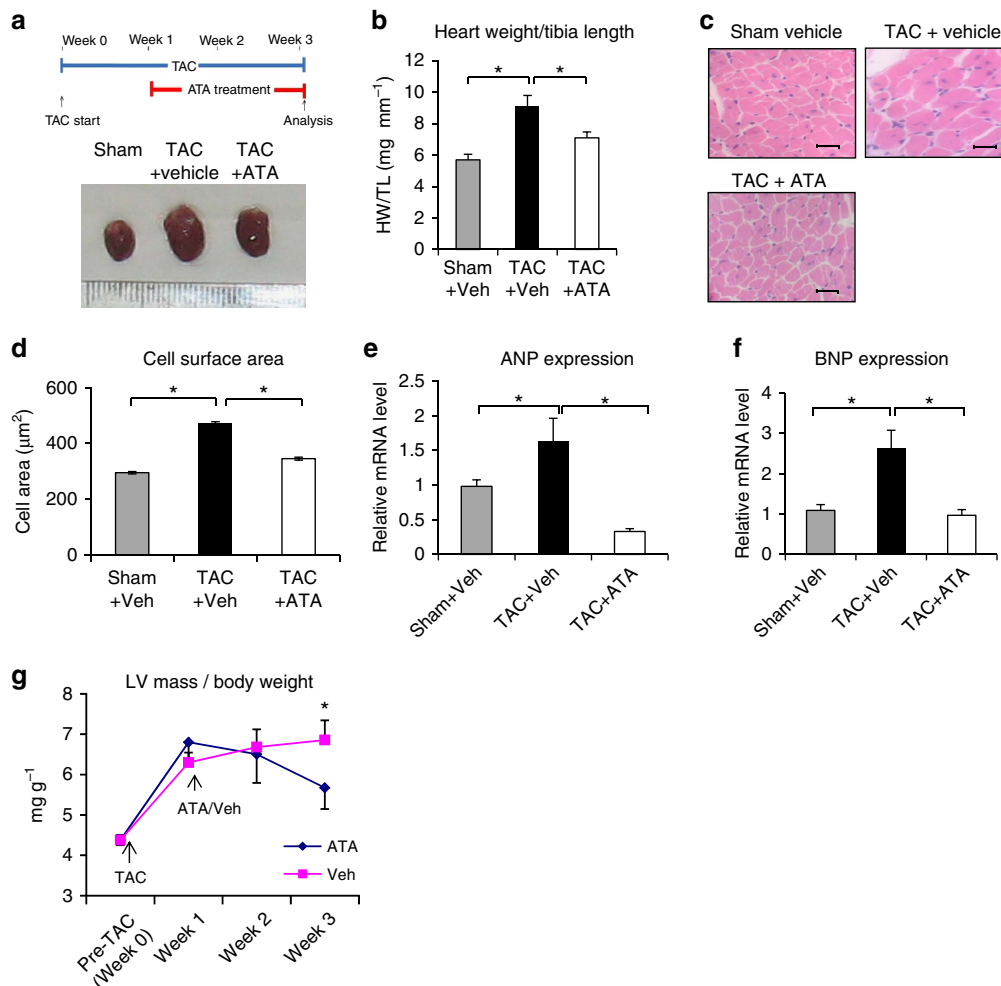 a
Week 0 Week 1 Week 2 Week 3
TAC
ATA treatment
TAC start Analysis
Sham TAC +vehicle TAC +ATA
b
Heart weight/tibia length
HW/TL (mg mm⁻¹)
12
10
8
6
4
2
0
* *
Sham +Veh TAC +Veh TAC +ATA
c
Sham vehicle TAC + vehicle
TAC + ATA
d
Cell surface area
Cell area (μm²)
600
400
200
0
* *
Sham +Veh TAC +Veh TAC +ATA
e
ANP expression
Relative mRNA level
2.5
2
1.5
1
0.5
0
* *
Sham+Veh TAC+Veh TAC+ATA
f
BNP expression
Relative mRNA level
4
3
2
1
0
* *
Sham+Veh TAC+Veh TAC+ATA
g
LV mass / body weight
mg g⁻¹
8
7
6
5
4
3
*
ATA/Veh
TAC
ATA
Veh
Pre-TAC (Week 0) Week 1 Week 2 Week 3